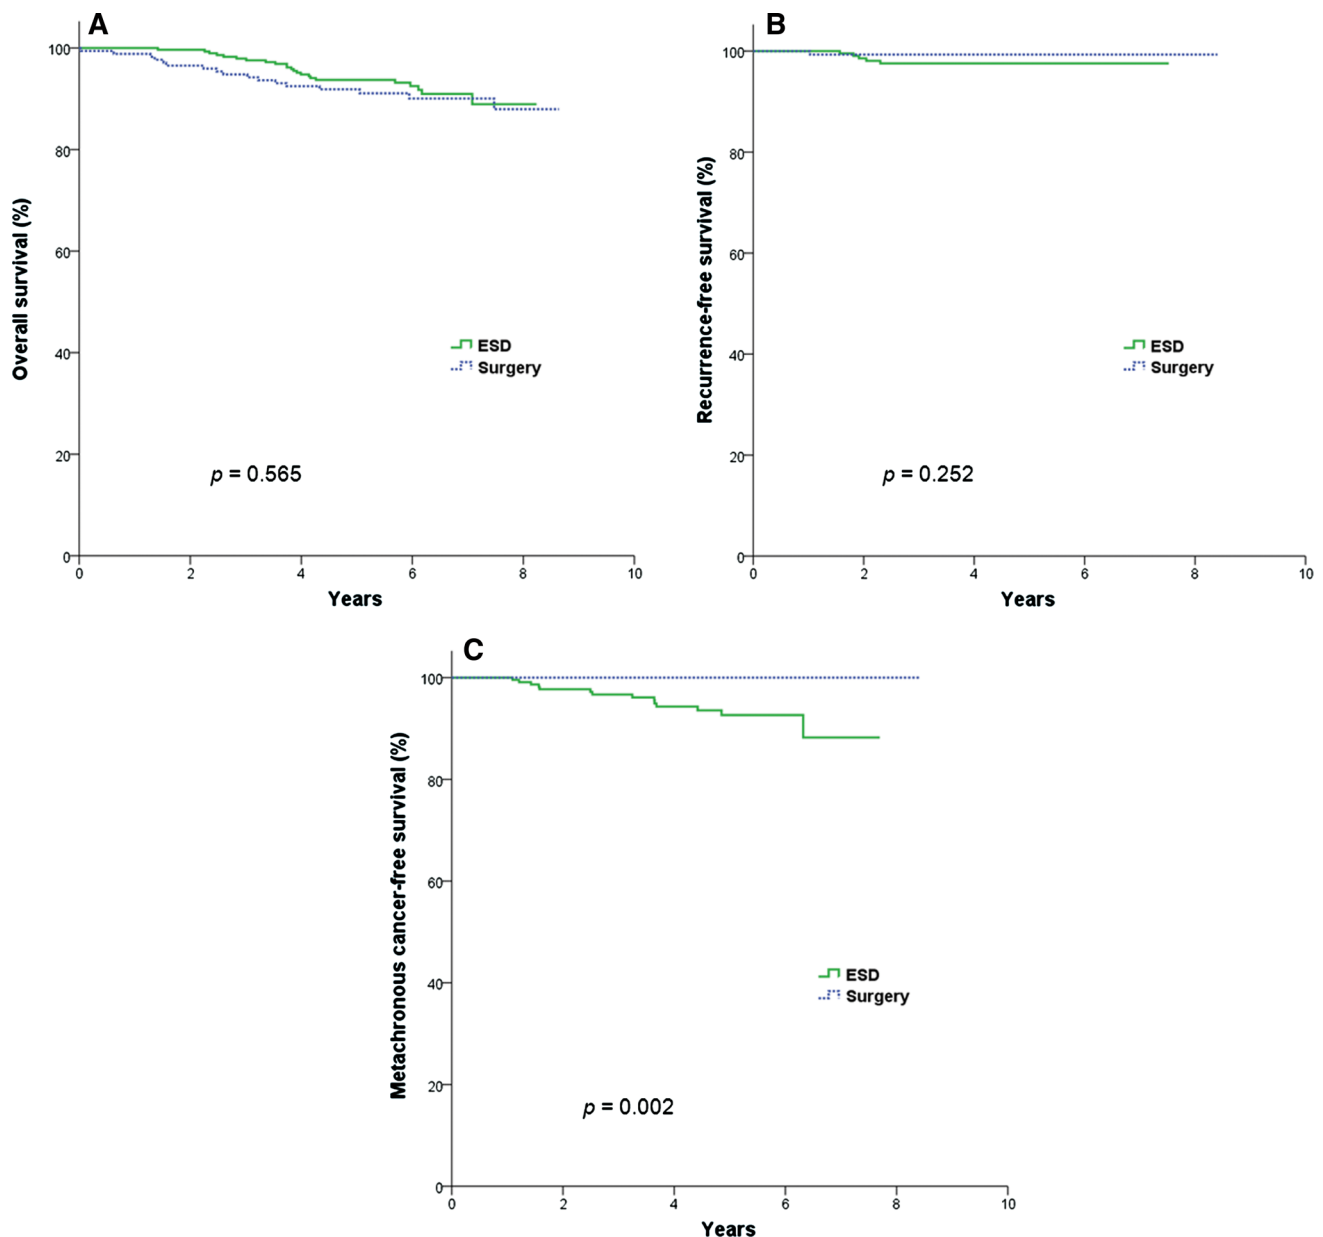 A
Overall survival (%)
100
80
60
40
20
0
ESD
Surgery
p = 0.565
0 2 4 6 8 10
Years
B
Recurrence-free survival (%)
100
80
60
40
20
0
ESD
Surgery
p = 0.252
0 2 4 6 8 10
Years
C
Metachronous cancer-free survival (%)
100
80
60
40
20
0
ESD
Surgery
p = 0.002
0 2 4 6 8 10
Years